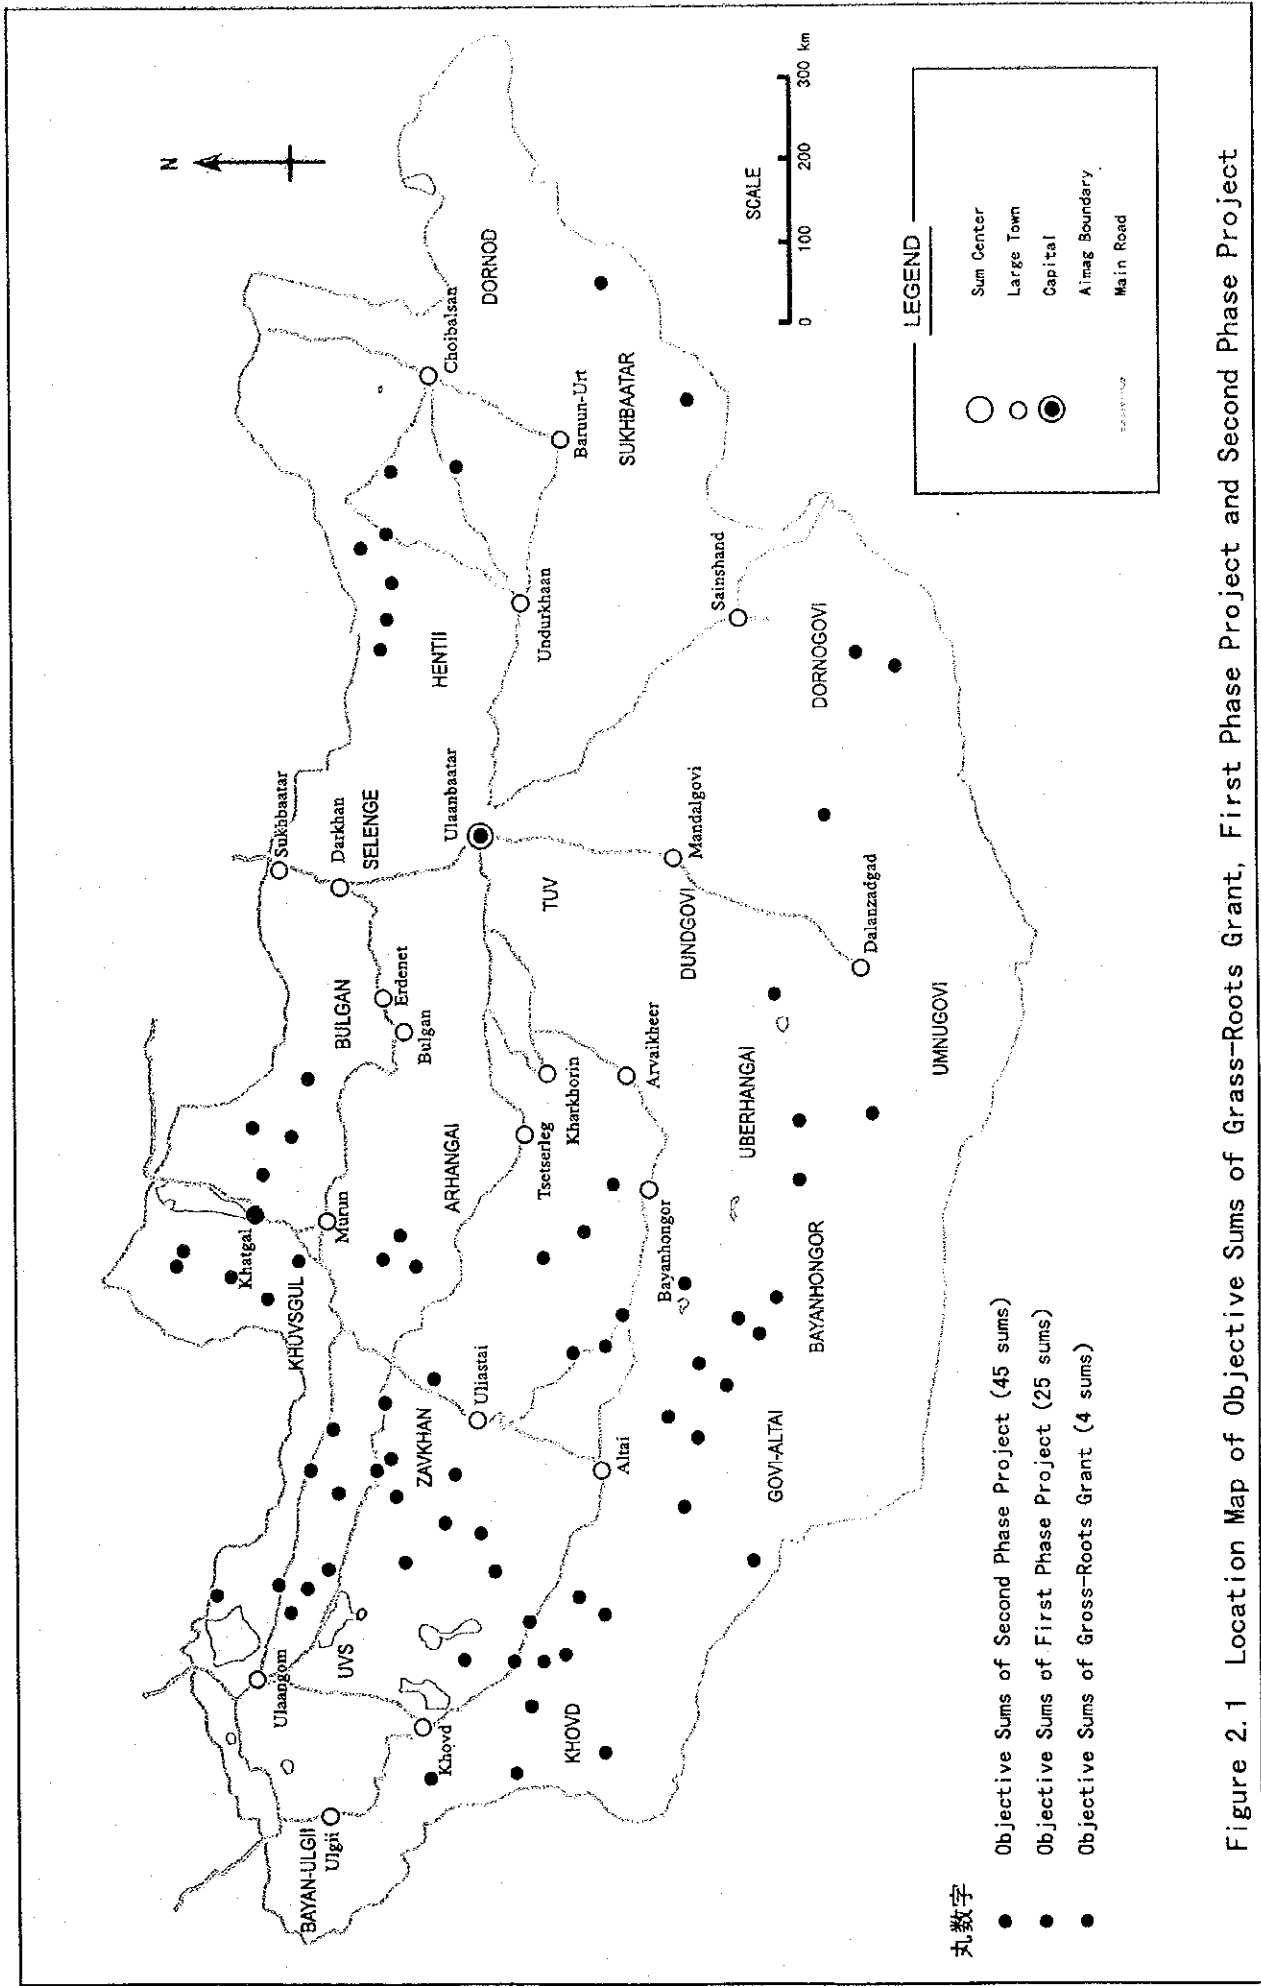 N
SCALE
0 100 200 300 km
LEGEND
Sum Center
Large Town
Capital
Aimag Boundary
Main Road
BAYAN-ULGII
Ulgii
Ulaangom
UVS
Khovd
KHOVD
KHUVSGUL
Khatgal
Murun
ZAVKHAN
Uliastai
Altai
GOVI-ALTAI
ARHANGAI
Tsetserleg
Kharkhorin
Bayanhongor
BAYANHONGOR
Arvaikheer
UBERHANGAI
BULGAN
Erdenet
Bulgan
Sukhbaatar
Darkhan
SELENGE
Ulaanbaatar
TUV
Mandalgovi
DUNDGOVI
Dalanzadgad
UMNUGOVI
HENTII
Undurkhaan
Sainshand
DORNOGOVI
Choibalsan
DORNOD
Baruun-Urt
SUKHBAATAR
丸数字
Objective Sums of Second Phase Project (45 sums)
Objective Sums of First Phase Project (25 sums)
Objective Sums of Gross-Roots Grant (4 sums)
Figure 2.1 Location Map of Objective Sums of Grass-Roots Grant, First Phase Project and Second Phase Project